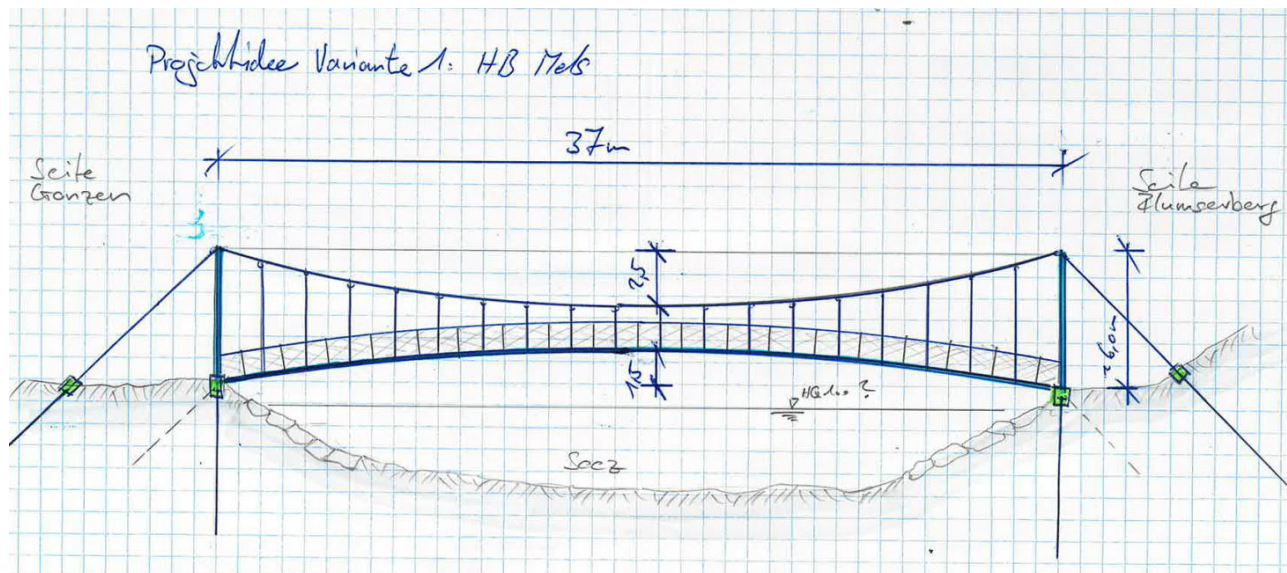 Projektidee Variante 1: HB Mels
37m
Seite
Gonzen
Seite
Flumserberg
2,5
1,5
~6,0m
HQ100 ?
Seez